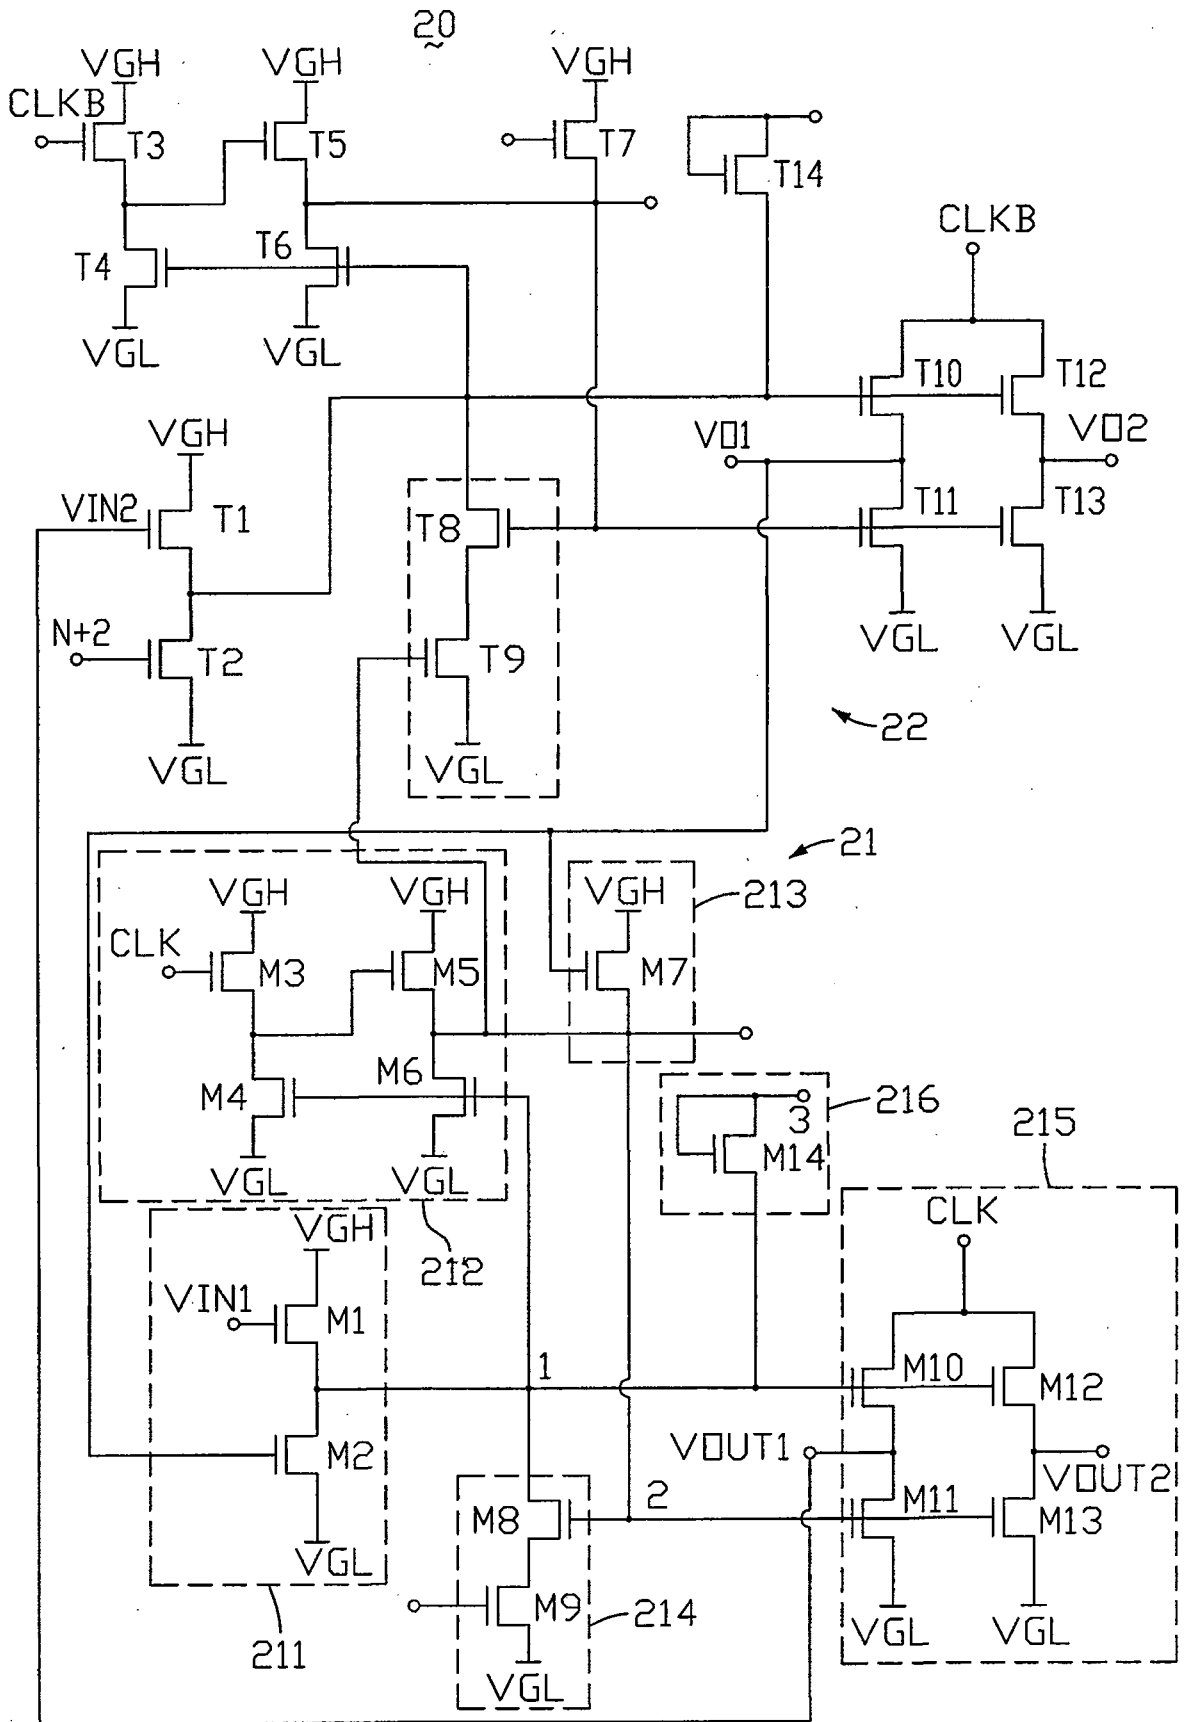 20
VGH VGH VGH
CLKB
T3 T5 T7
T14
T4 T6
VGL VGL
CLKB
T10 T12
VGH
VO1 VO2
VIN2 T1
T8
T11 T13
N+2
T2 T9
VGL VGL
VGL
VGL
22
21
213
VGH VGH VGH
CLK
M3 M5 M7
M4 M6
216
3
M14
215
VGL VGL
CLK
212
VGH
VIN1
M1
1
M10 M12
M2
VOUT1
VOUT2
2
M8
M11 M13
VGL
M9
214
211
VGL
VGL VGL